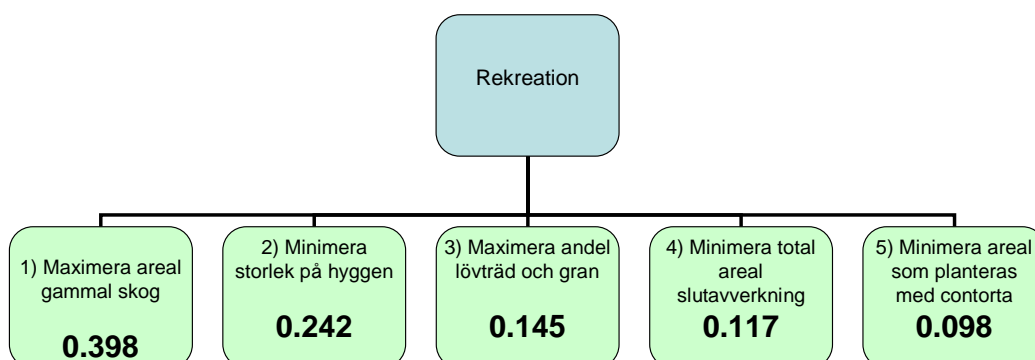 Rekreation
1) Maximera areal
gammal skog
0.398
2) Minimera
storlek på hyggen
0.242
3) Maximera andel
lövträd och gran
0.145
4) Minimera total
areal
slutavverkning
0.117
5) Minimera areal
som planteras
med contorta
0.098